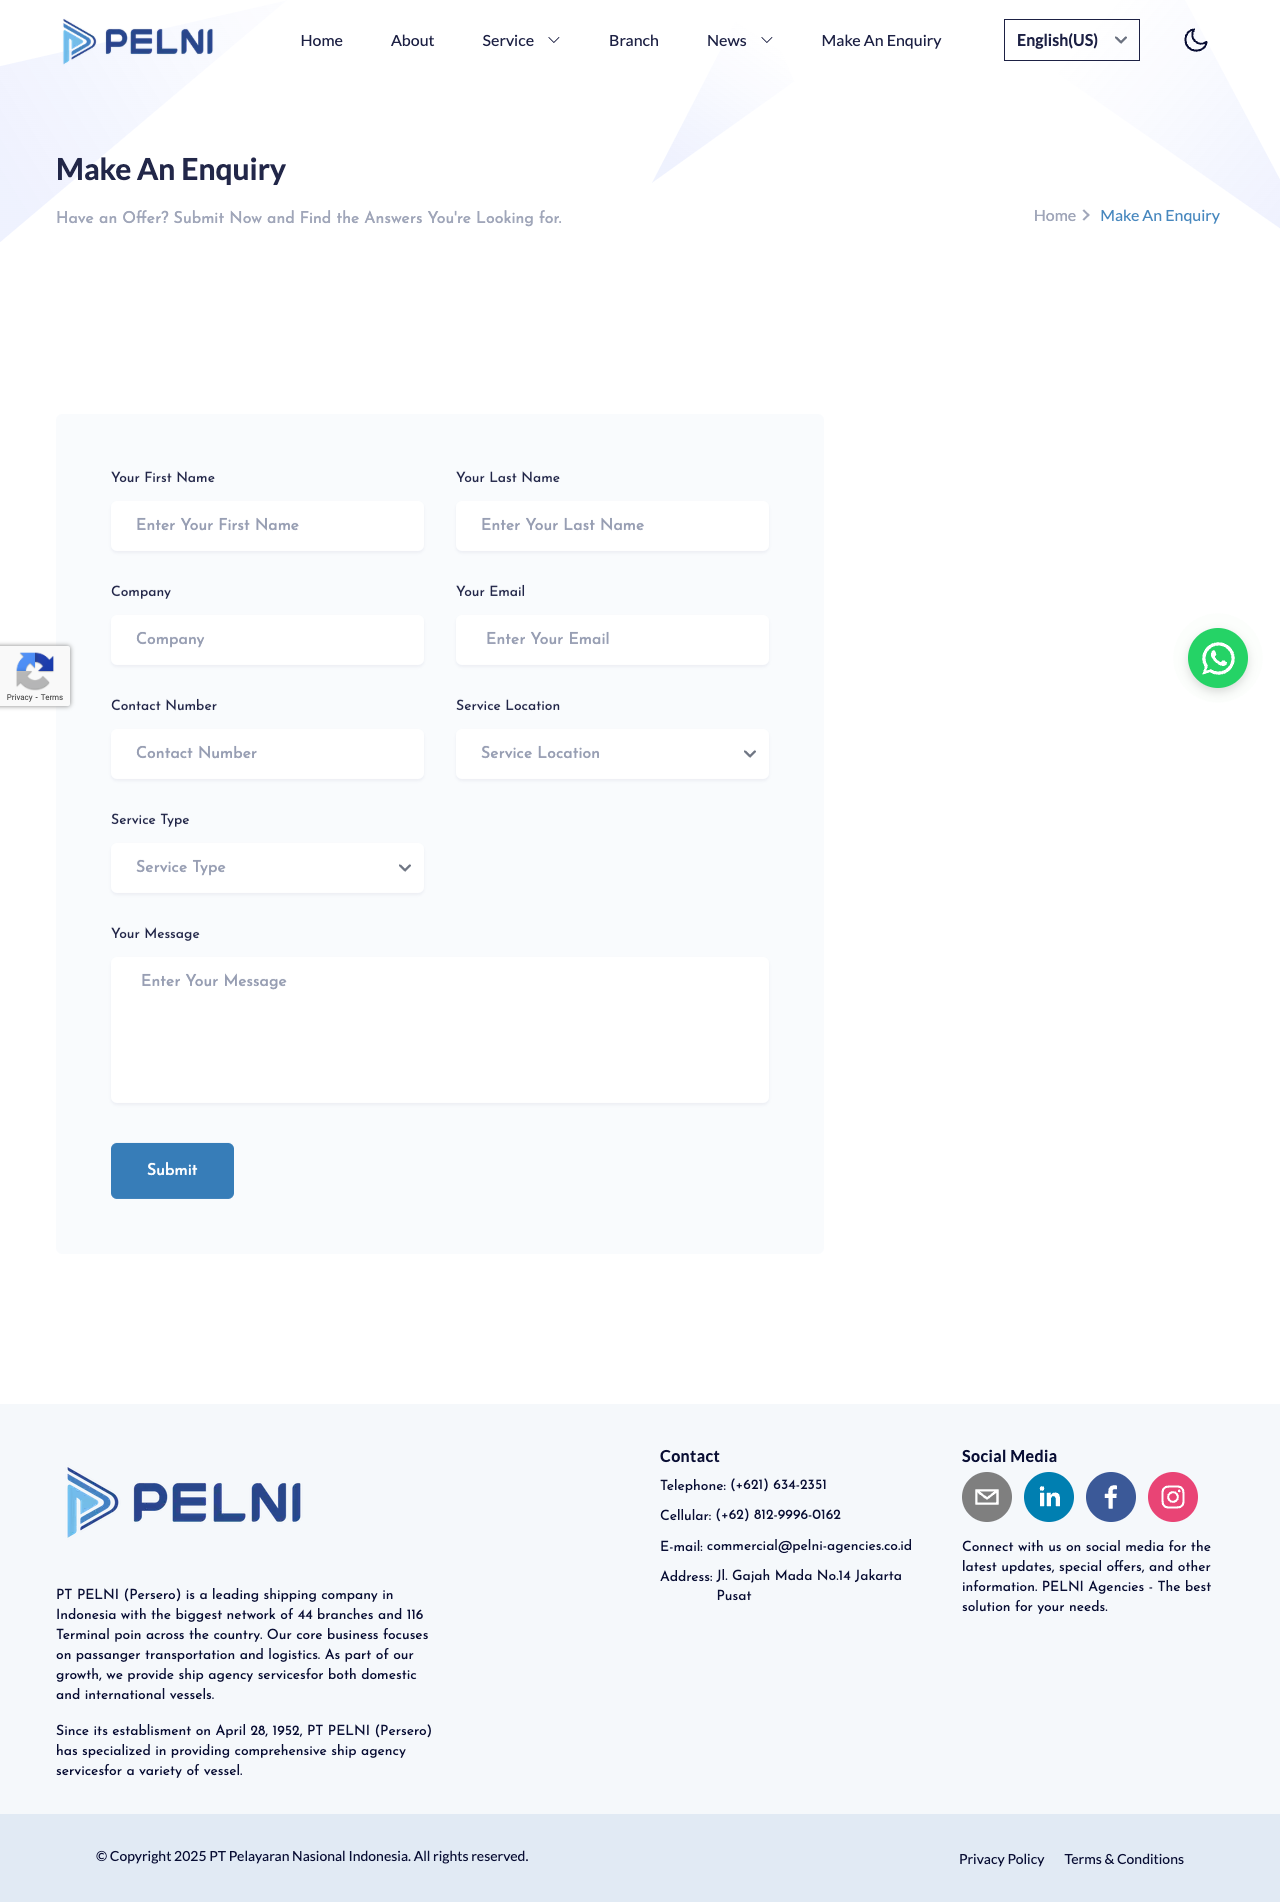 PELNI
Home
About
Service
Branch
News
Make An Enquiry
English(US)
Make An Enquiry
Have an Offer? Submit Now and Find the Answers You're Looking for.
Home
Make An Enquiry
Your First Name
Your Last Name
Enter Your First Name
Enter Your Last Name
Company
Your Email
Company
Enter Your Email
Privacy - Terms
Contact Number
Service Location
Contact Number
Service Location
Service Type
Service Type
Your Message
Enter Your Message
Submit
PELNI
PT PELNI (Persero) is a leading shipping company in
Indonesia with the biggest network of 44 branches and 116
Terminal poin across the country. Our core business focuses
on passanger transportation and logistics. As part of our
growth, we provide ship agency servicesfor both domestic
and international vessels.
Since its establisment on April 28, 1952, PT PELNI (Persero)
has specialized in providing comprehensive ship agency
servicesfor a variety of vessel.
Contact
Telephone: (+621) 634-2351
Cellular: (+62) 812-9996-0162
E-mail: commercial@pelni-agencies.co.id
Address: Jl. Gajah Mada No.14 Jakarta
Pusat
Social Media
in
Connect with us on social media for the
latest updates, special offers, and other
information. PELNI Agencies - The best
solution for your needs.
© Copyright 2025 PT Pelayaran Nasional Indonesia. All rights reserved.
Privacy Policy
Terms & Conditions